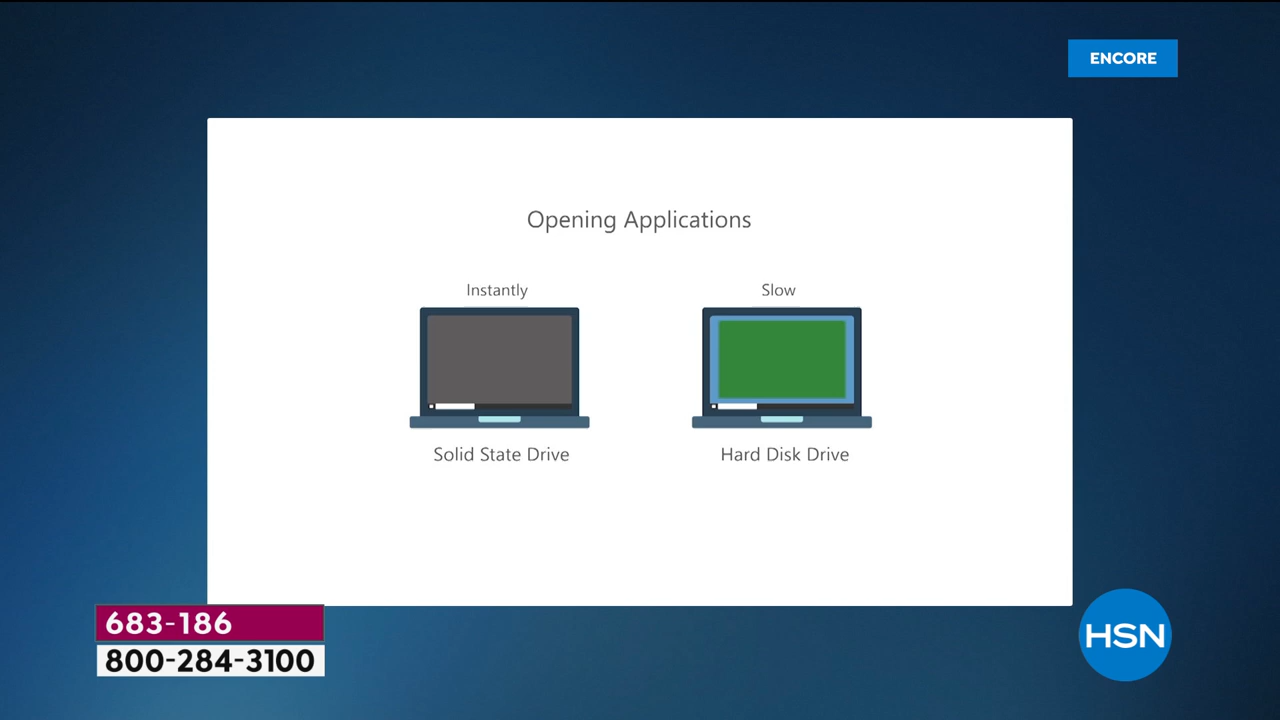 ENCORE
Opening Applications
Instantly
Slow
Solid State Drive
Hard Disk Drive
683-186
800-284-3100
HSN